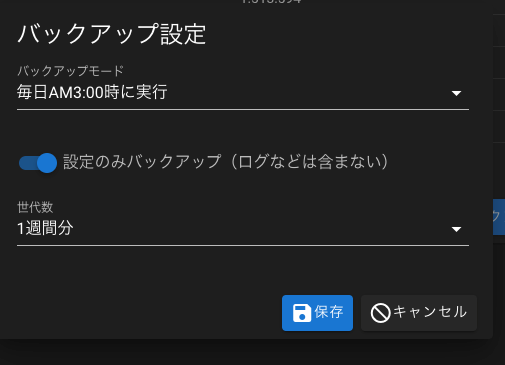 バックアップ設定
バックアップモード
毎日AM3:00時に実行
設定のみバックアップ（ログなどは含まない）
世代数
1週間分
ク
保存
キャンセル